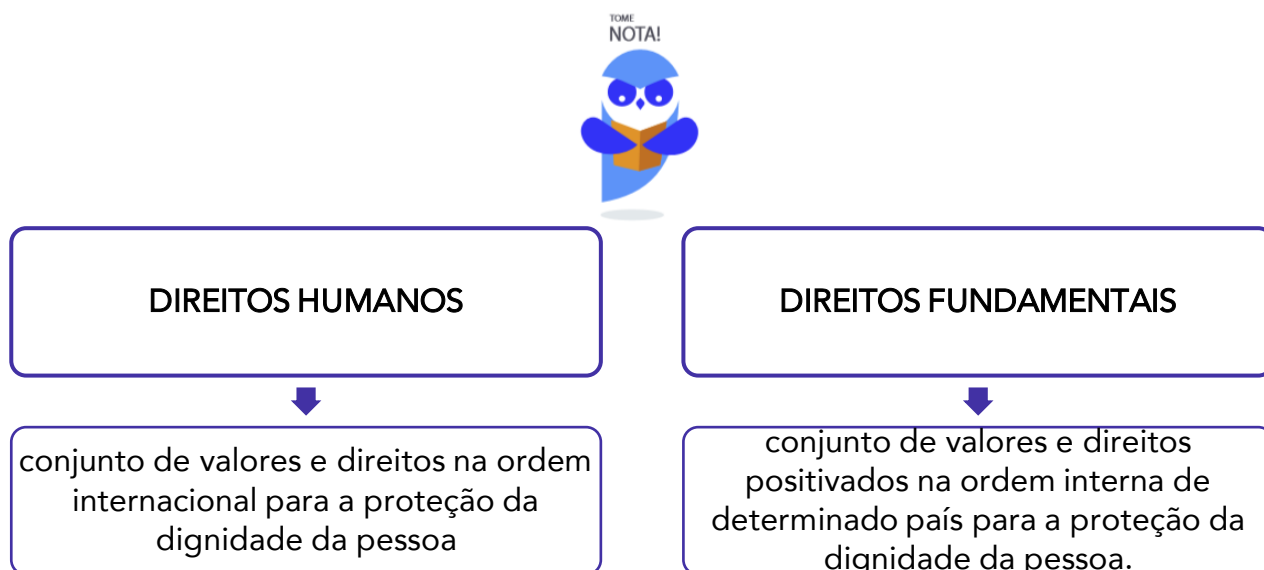 TOME
NOTA!
DIREITOS HUMANOS
DIREITOS FUNDAMENTAIS
conjunto de valores e direitos na ordem
internacional para a proteção da
dignidade da pessoa
conjunto de valores e direitos
positivados na ordem interna de
determinado país para a proteção da
dignidade da pessoa.